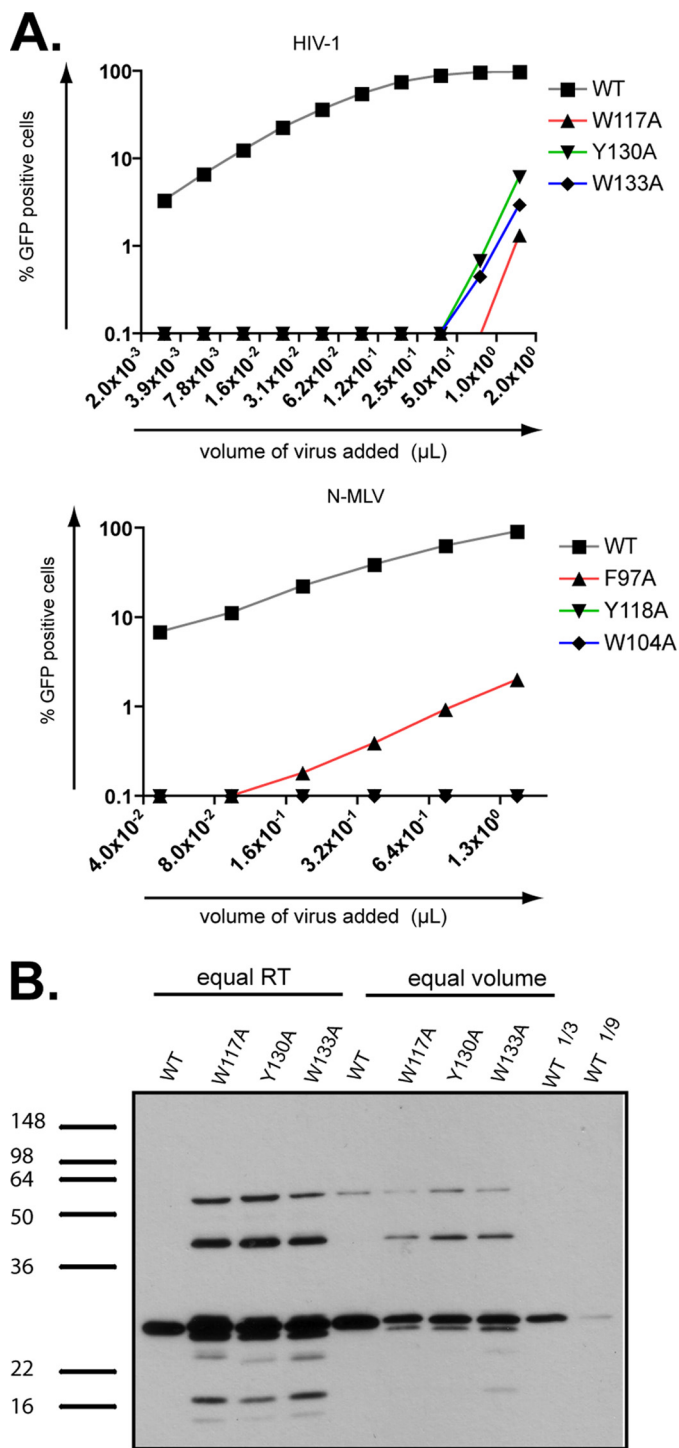 A.
HIV-1
% GFP positive cells
100
10
1
0.1
2.0x10⁻³
3.9x10⁻³
7.8x10⁻³
1.6x10⁻²
3.1x10⁻²
6.2x10⁻²
1.2x10⁻¹
2.5x10⁻¹
5.0x10⁻¹
1.0x10⁰
2.0x10⁰
volume of virus added (µL)
WT
W117A
Y130A
W133A
N-MLV
% GFP positive cells
100
10
1
0.1
4.0x10⁻²
8.0x10⁻²
1.6x10⁻¹
3.2x10⁻¹
6.4x10⁻¹
1.3x10⁰
volume of virus added (µL)
WT
F97A
Y118A
W104A
B.
equal RT
equal volume
WT
W117A
Y130A
W133A
WT
W117A
Y130A
W133A
WT 1/3
WT 1/9
148
98
64
50
36
22
16